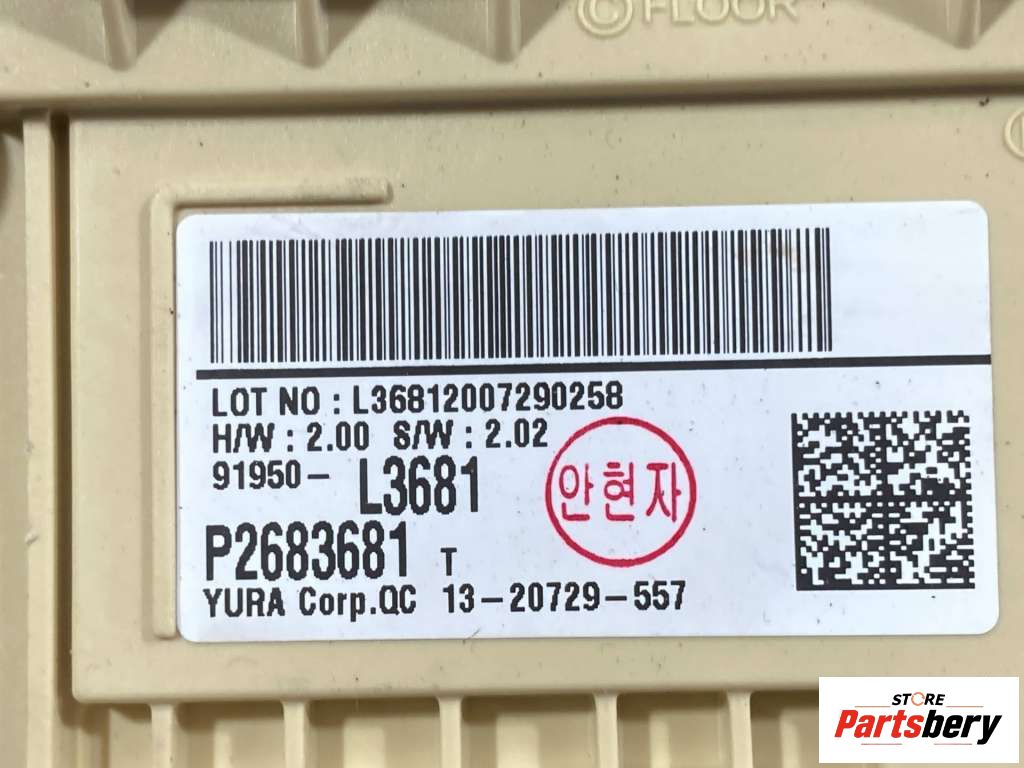 © FLOOR
LOT NO : L36812007290258
H/W : 2.00 S/W : 2.02
91950- L3681
안현자
P2683681 T
YURA Corp.QC 13-20729-557
STORE
Partsbery